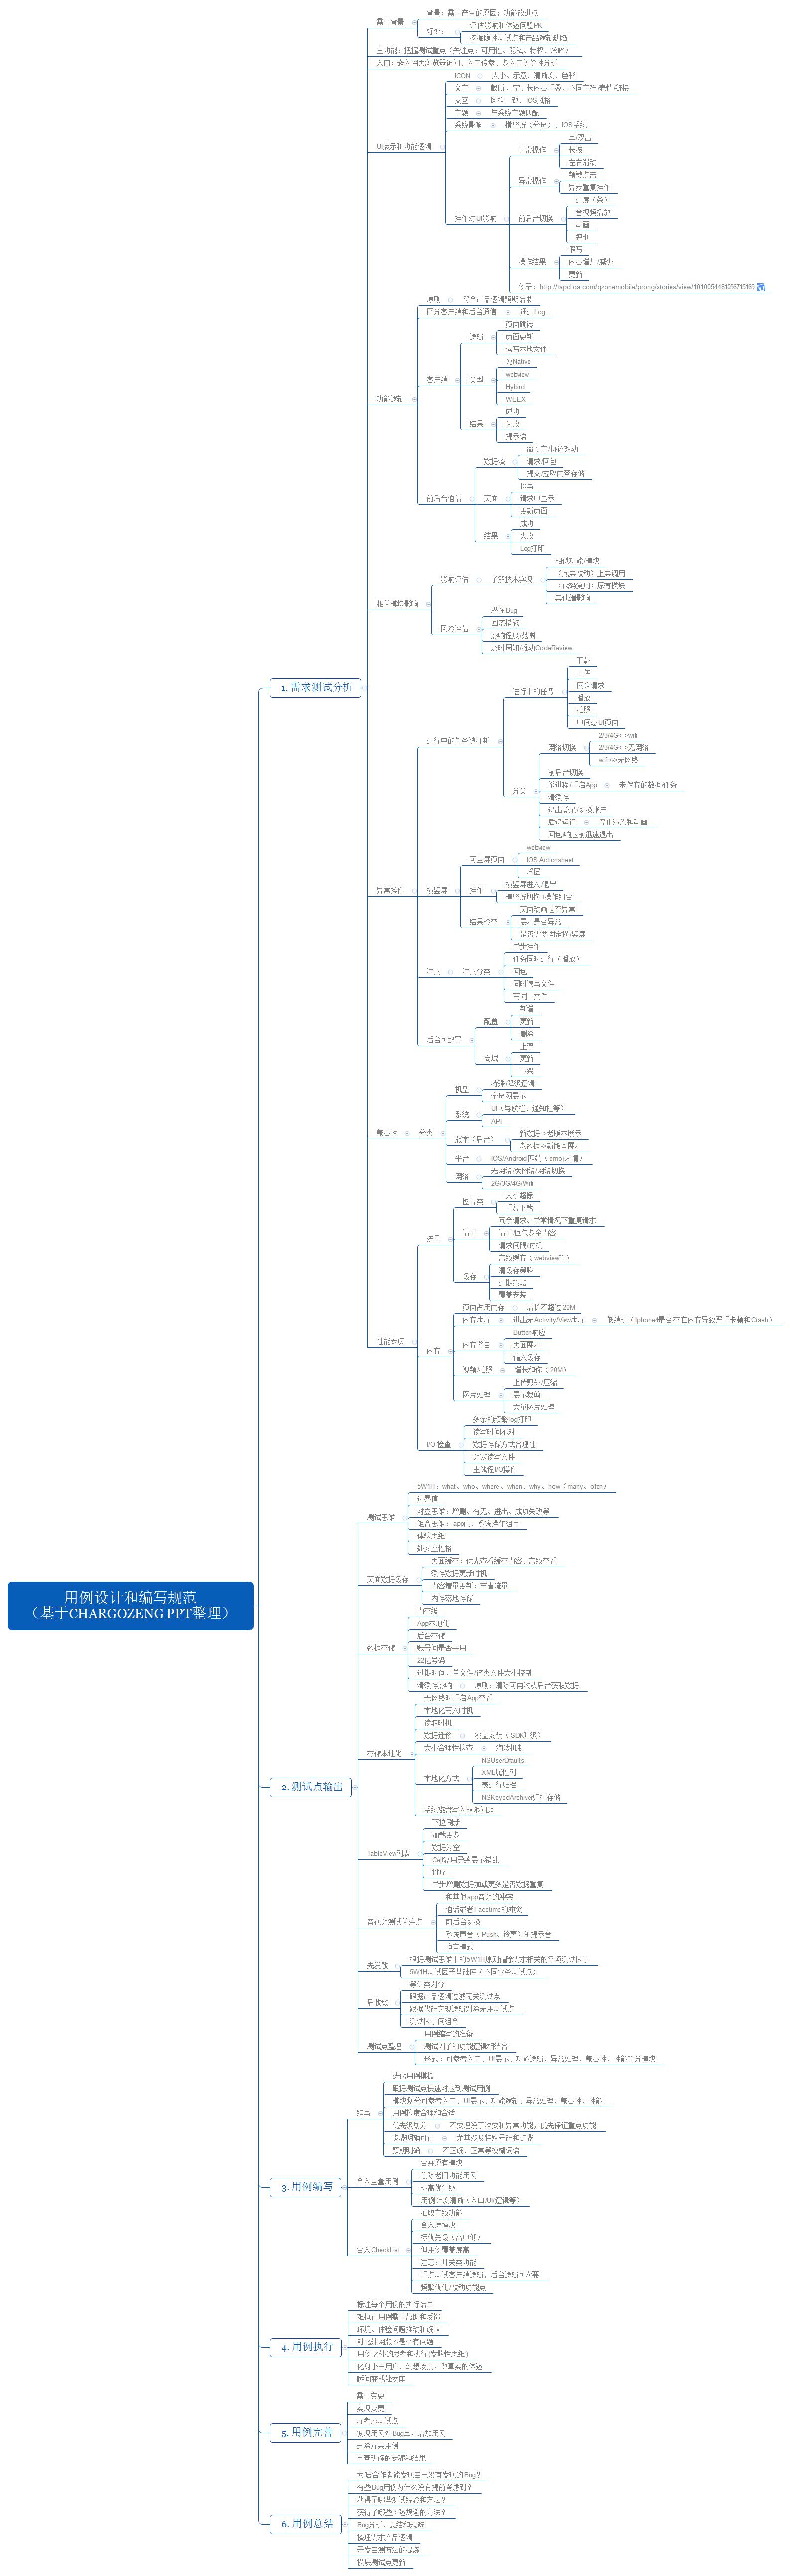 用例设计和编写规范
（基于CHARGOZENG PPT整理）
1. 需求测试分析
需求背景
背景：需求产生的原因：功能改进点
好处：
评估影响和体验问题PK
挖掘隐性测试点和产品逻辑缺陷
主功能：把握测试重点（关注点：可用性、隐私、特权、炫耀）
入口：嵌入网页浏览器访问、入口传参、多入口等价性分析
UI展示和功能逻辑
ICON
大小、示意、清晰度、色彩
文字
截断、空、长内容重叠、不同字符/表情/链接
交互
风格一致、IOS风格
主题
与系统主题匹配
系统影响
横竖屏（分屏）、IOS系统
操作对UI影响
正常操作
单/双击
长按
左右滑动
异常操作
频繁点击
异步重复操作
前后台切换
进度（条）
音视频播放
动画
弹框
操作结果
假写
内容增加/减少
更新
例子：http://tapd.oa.com/qzonemobile/prong/stories/view/1010054481056715165
功能逻辑
原则
符合产品逻辑预期结果
区分客户端和后台通信
通过Log
客户端
逻辑
页面跳转
页面更新
读写本地文件
类型
纯Native
webview
Hybird
WEEX
结果
成功
失败
提示语
前后台通信
数据流
命令字/协议改动
请求/回包
提交/拉取内容存储
页面
假写
请求中显示
更新页面
结果
成功
失败
Log打印
相关模块影响
影响评估
了解技术实现
相似功能/模块
（底层改动）上层调用
（代码复用）原有模块
其他端影响
风险评估
潜在Bug
回滚措施
影响程度/范围
及时周知/推动CodeReview
异常操作
进行中的任务被打断
进行中的任务
下载
上传
网络请求
播放
拍照
中间态UI页面
分类
网络切换
2/3/4G<->wifi
2/3/4G<->无网络
wifi<->无网络
前后台切换
杀进程/重启App
未保存的数据/任务
清缓存
退出登录/切换账户
后退运行
停止渲染和动画
回包/响应前迅速退出
横竖屏
可全屏页面
webview
IOS Actionsheet
浮层
操作
横竖屏进入/退出
横竖屏切换+操作组合
结果检查
页面动画是否异常
展示是否异常
是否需要固定横/竖屏
冲突
冲突分类
异步操作
任务同时进行（播放）
回包
同时读写文件
写同一文件
后台可配置
配置
新增
更新
删除
商城
上架
更新
下架
兼容性
分类
机型
特殊/降级逻辑
全屏图展示
系统
UI（导航栏、通知栏等）
API
版本（后台）
新数据->老版本展示
老数据->新版本展示
平台
IOS/Android 四端（emoji表情）
网络
无网络/弱网络/网络切换
2G/3G/4G/Wifi
性能专项
流量
图片类
大小超标
重复下载
请求
冗余请求、异常情况下重复请求
请求/回包多余内容
请求间隔/时机
缓存
离线缓存（webview等）
清缓存策略
过期策略
覆盖安装
内存
页面占用内存
增长不超过20M
内存泄漏
进出无Activity/View泄漏
低端机（Iphone4是否存在内存导致严重卡顿和Crash）
内存警告
Button响应
页面展示
输入缓存
视频/拍照
增长和你（20M）
图片处理
上传剪裁/压缩
展示裁剪
大量图片处理
I/O 检查
多余的频繁log打印
读写时间不对
数据存储方式合理性
频繁读写文件
主线程I/O操作
2. 测试点输出
测试思维
5W1H：what、who、where、when、why、how（many、ofen）
边界值
对立思维：增删、有无、进出、成功失败等
组合思维：app内、系统操作组合
体验思维
处女座性格
页面数据缓存
页面缓存：优先查看缓存内容、离线查看
缓存数据更新时机
内容增量更新：节省流量
内存落地存储
数据存储
内存级
App本地化
后台存储
账号间是否共用
22亿号码
过期时间、单文件/该类文件大小控制
清缓存影响
原则：清除可再次从后台获取数据
存储本地化
无网络时重启App查看
本地化写入时机
读取时机
数据迁移
覆盖安装（SDK升级）
大小合理性检查
淘汰机制
本地化方式
NSUserDfaults
XML属性列
表进行归档
NSKeyedArchiver归档存储
系统磁盘写入权限问题
TableView列表
下拉刷新
加载更多
数据为空
Cell复用导致展示错乱
排序
异步增删数据加载更多是否数据重复
音视频测试关注点
和其他app音频的冲突
通话或者Facetime的冲突
前后台切换
系统声音（Push、铃声）和提示音
静音模式
先发散
根据测试思维中的5W1H原则输除需求相关的各项测试因子
5W1H测试因子基础库（不同业务测试点）
后收敛
等价类划分
跟据产品逻辑过滤无关测试点
跟据代码实现逻辑剔除无用测试点
测试因子间组合
测试点整理
用例编写的准备
测试因子和功能逻辑相结合
形式：可参考入口、UI展示、功能逻辑、异常处理、兼容性、性能等分模块
3. 用例编写
编写
迭代用例模板
跟据测试点快速对应到测试用例
模块划分可参考入口、UI展示、功能逻辑、异常处理、兼容性、性能
用例粒度合理和合适
优先级划分
不要埋没于次要和异常功能，优先保证重点功能
步骤明确可行
尤其涉及特殊号码和步骤
预期明确
不正确、正常等模糊词语
合入全量用例
合并原有模块
删除老旧功能用例
标高优先级
用例纬度清晰（入口/UI/逻辑等）
合入CheckList
抽取主线功能
合入原模块
标优先级（高中低）
但用例覆盖度高
注意：开关类功能
重点测试客户端逻辑，后台逻辑可次要
频繁优化/改动功能点
4. 用例执行
标注每个用例的执行结果
难执行用例需求帮助和反馈
环境、体验问题推动和确认
对比外网版本是否有问题
用例之外的思考和执行(发散性思维)
化身小白用户、幻想场景，做真实的体验
瞬间变成处女座
5. 用例完善
需求变更
实现变更
漏考虑测试点
发现用例外Bug单，增加用例
删除冗余用例
完善明确的步骤和结果
6. 用例总结
为啥合作者能发现自己没有发现的Bug？
有些Bug用例为什么没有提前考虑到？
获得了哪些测试经验和方法？
获得了哪些风险规避的方法？
Bug分析、总结和规避
梳理需求产品逻辑
开发自测方法的提炼
模块测试点更新